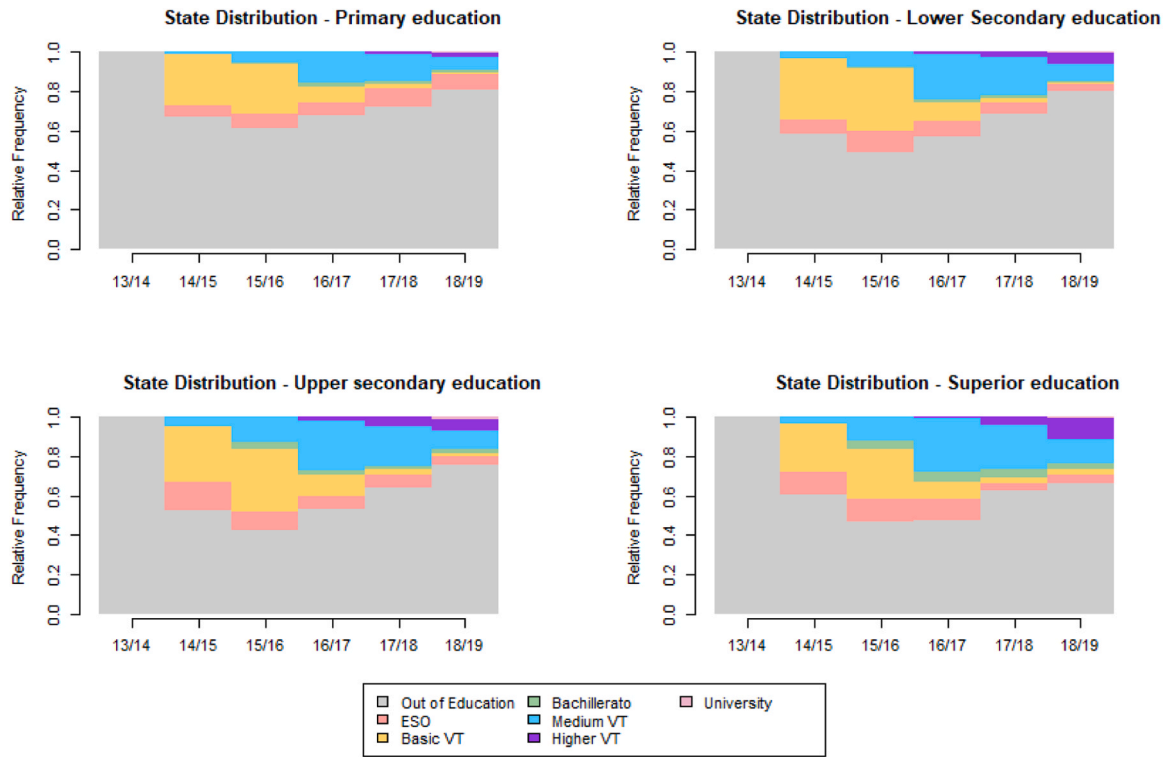 State Distribution - Primary education
Relative Frequency
1.0
0.8
0.6
0.4
0.2
0.0
13/14 14/15 15/16 16/17 17/18 18/19
State Distribution - Lower Secondary education
Relative Frequency
1.0
0.8
0.6
0.4
0.2
0.0
13/14 14/15 15/16 16/17 17/18 18/19
State Distribution - Upper secondary education
Relative Frequency
1.0
0.8
0.6
0.4
0.2
0.0
13/14 14/15 15/16 16/17 17/18 18/19
State Distribution - Superior education
Relative Frequency
1.0
0.8
0.6
0.4
0.2
0.0
13/14 14/15 15/16 16/17 17/18 18/19
Out of Education Bachillerato University
ESO Medium VT
Basic VT Higher VT